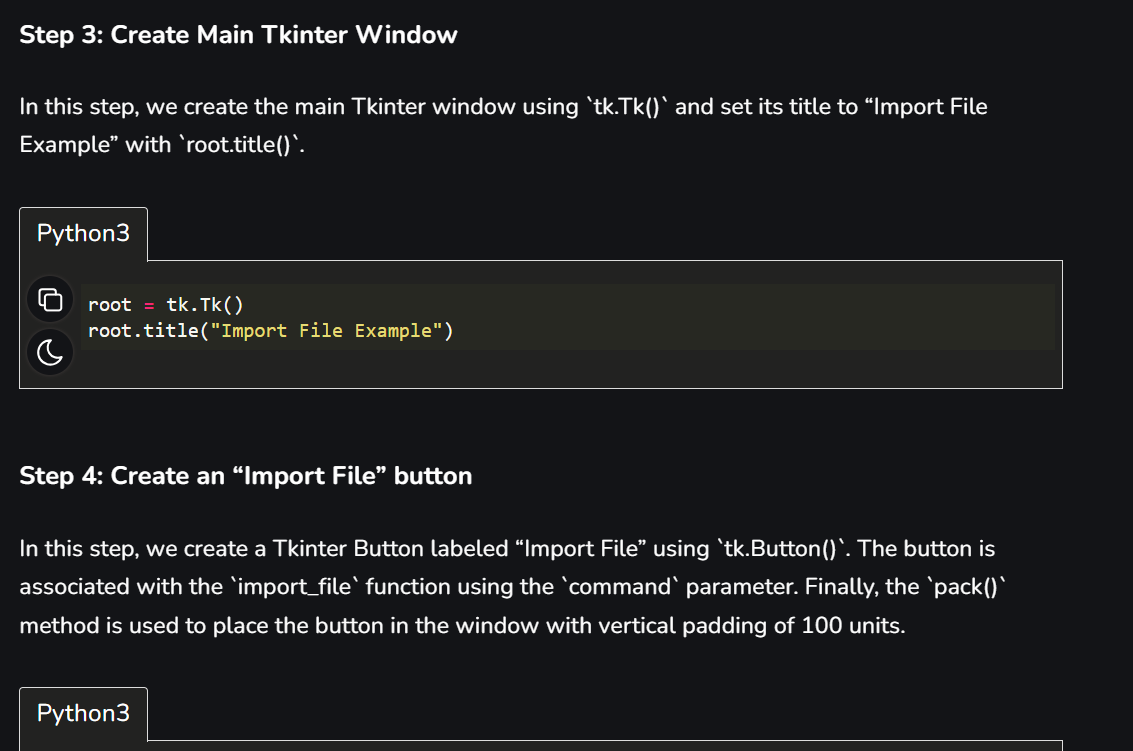 Step 3: Create Main Tkinter Window
In this step, we create the main Tkinter window using `tk.Tk()` and set its title to “Import File
Example” with `root.title()`.
Python3
root = tk.Tk()
root.title("Import File Example")
Step 4: Create an “Import File” button
In this step, we create a Tkinter Button labeled “Import File” using `tk.Button()`. The button is
associated with the `import_file` function using the `command` parameter. Finally, the `pack()`
method is used to place the button in the window with vertical padding of 100 units.
Python3